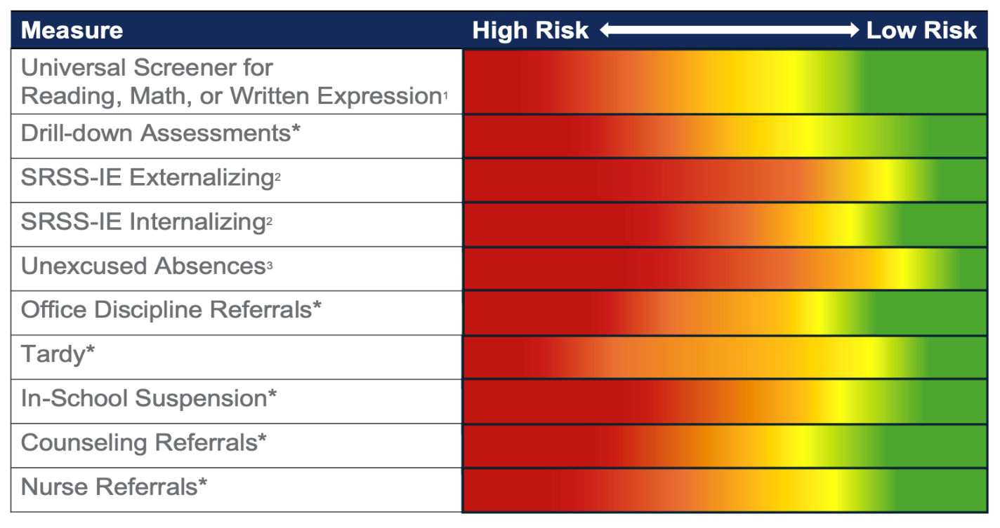 Measure
High Risk Low Risk
Universal Screener for
Reading, Math, or Written Expression1
Drill-down Assessments*
SRSS-IE Externalizing2
SRSS-IE Internalizing2
Unexcused Absences3
Office Discipline Referrals*
Tardy*
In-School Suspension*
Counseling Referrals*
Nurse Referrals*